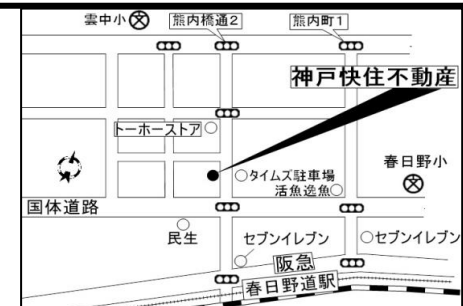 雲中小
熊内橋通2
熊内町1
神戸快住不動産
トーホーストア
タイムズ駐車場
活魚逸魚
春日野小
国体道路
民生
セブンイレブン
セブンイレブン
阪急
春日野道駅